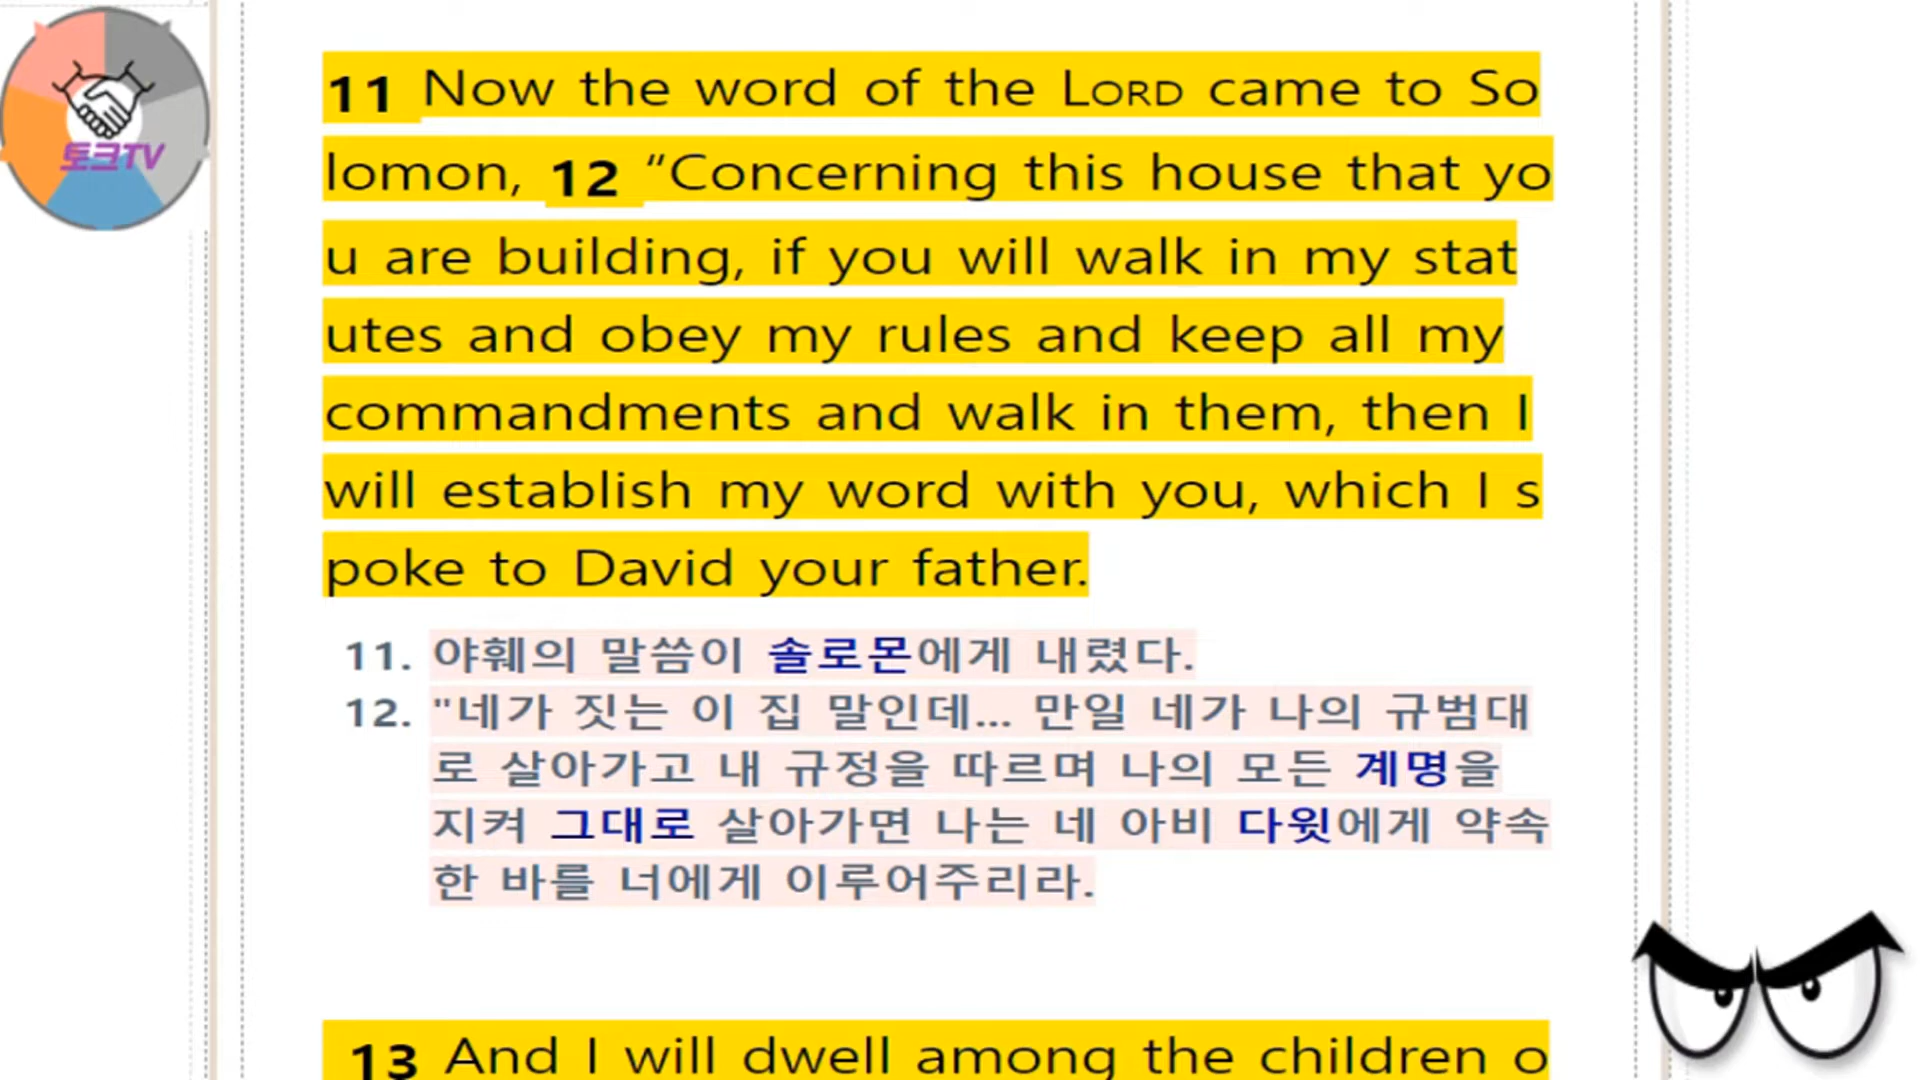 토크TV
11 Now the word of the LORD came to So
lomon, 12 “Concerning this house that yo
u are building, if you will walk in my stat
utes and obey my rules and keep all my
commandments and walk in them, then I
will establish my word with you, which I s
poke to David your father.
11. 야훼의 말씀이 솔로몬에게 내렸다.
12. "네가 짓는 이 집 말인데... 만일 네가 나의 규범대
로 살아가고 내 규정을 따르며 나의 모든 계명을
지켜 그대로 살아가면 나는 네 아비 다윗에게 약속
한 바를 너에게 이루어주리라.
13 And I will dwell among the children o